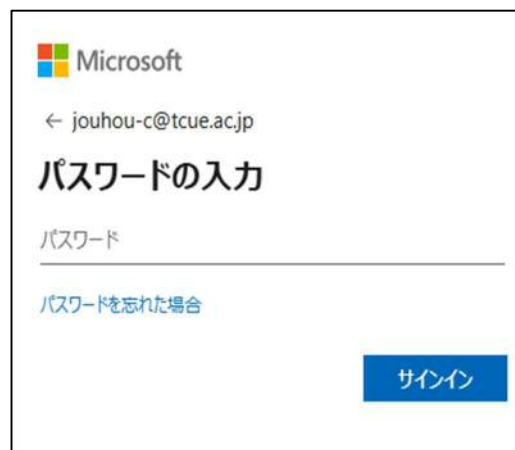 Microsoft
← jouhou-c@tcue.ac.jp
パスワードの入力
パスワード
パスワードを忘れた場合
サインイン